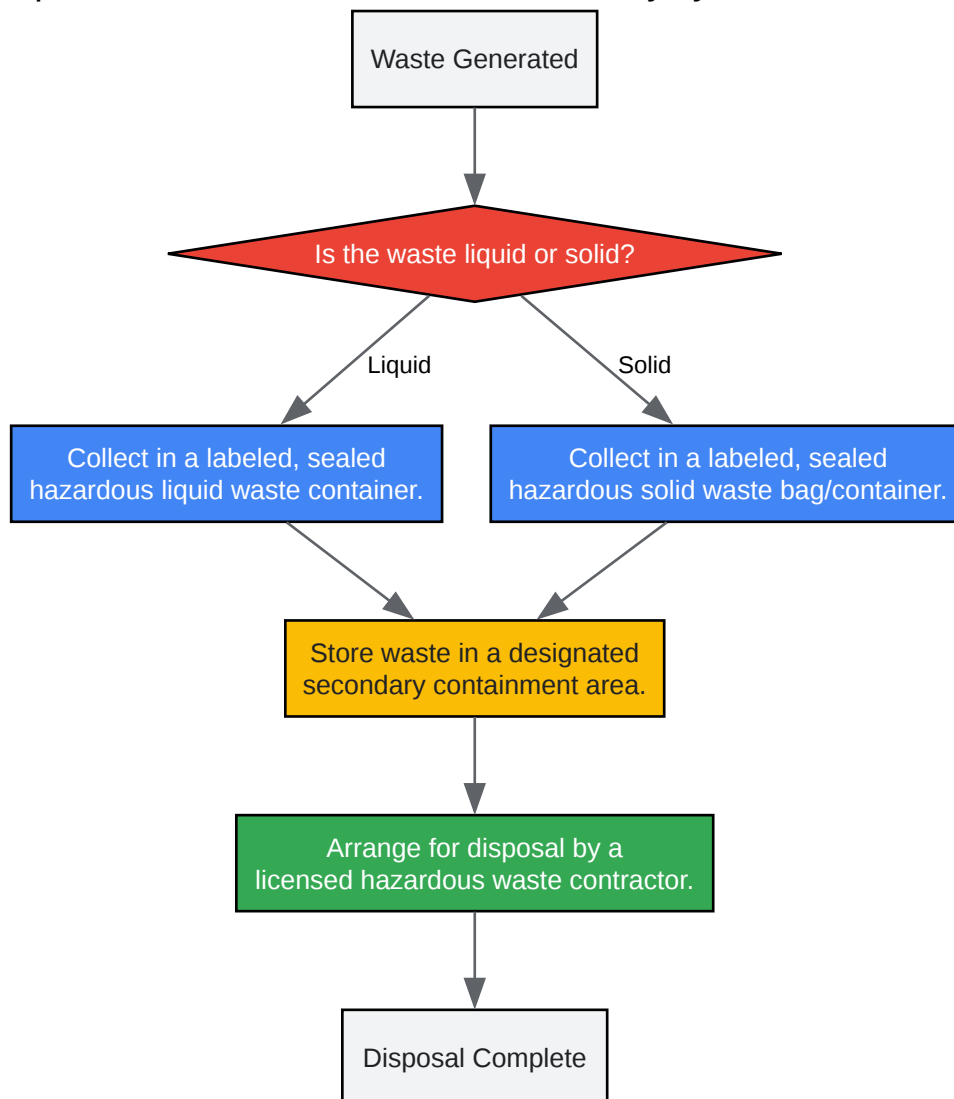 Waste Generated
Is the waste liquid or solid?
Liquid
Solid
Collect in a labeled, sealed
hazardous liquid waste container.
Collect in a labeled, sealed
hazardous solid waste bag/container.
Store waste in a designated
secondary containment area.
Arrange for disposal by a
licensed hazardous waste contractor.
Disposal Complete